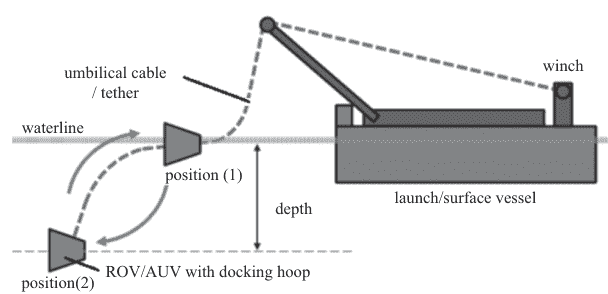 umbilical cable
/ tether
winch
waterline
position (1)
launch/surface vessel
depth
ROV/AUV with docking hoop
position(2)